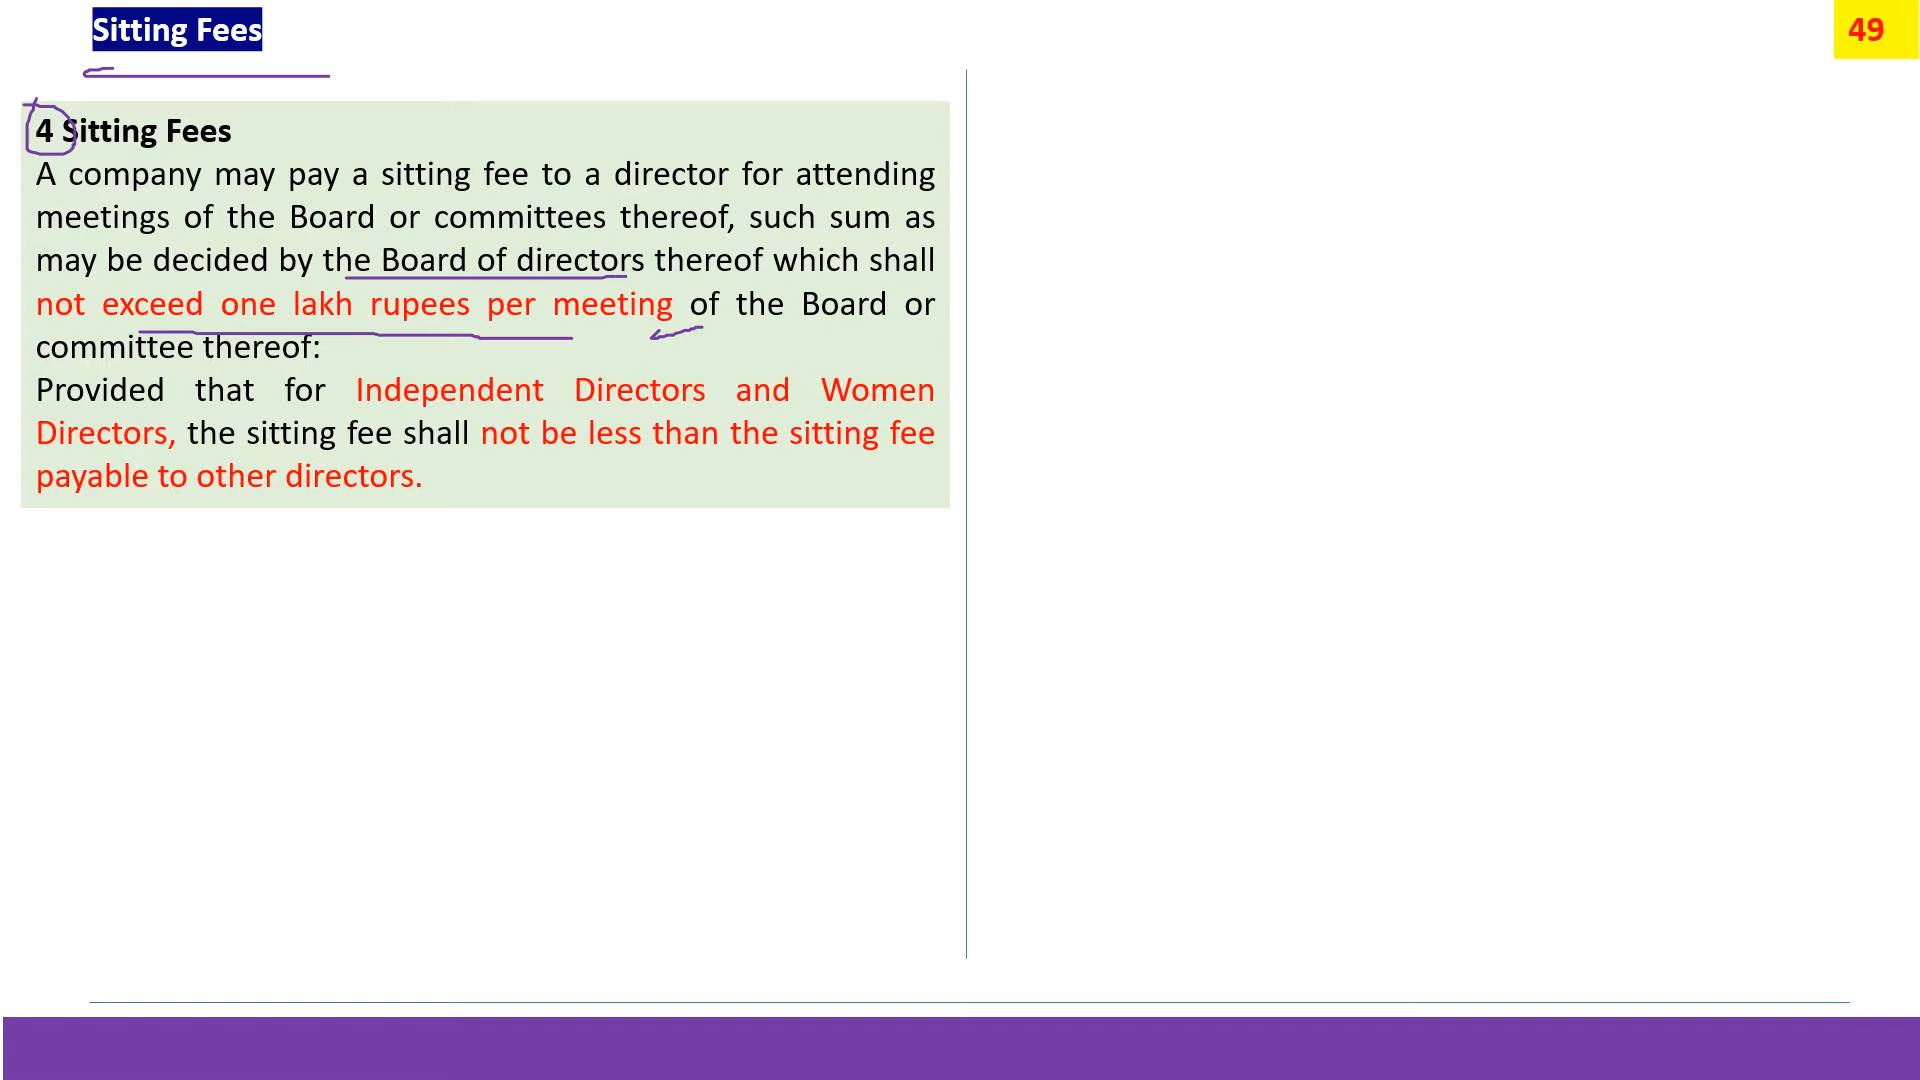 Sitting Fees
49
4 Sitting Fees
A company may pay a sitting fee to a director for attending
meetings of the Board or committees thereof, such sum as
may be decided by the Board of directors thereof which shall
not exceed one lakh rupees per meeting of the Board or
committee thereof:
Provided that for Independent Directors and Women
Directors, the sitting fee shall not be less than the sitting fee
payable to other directors.